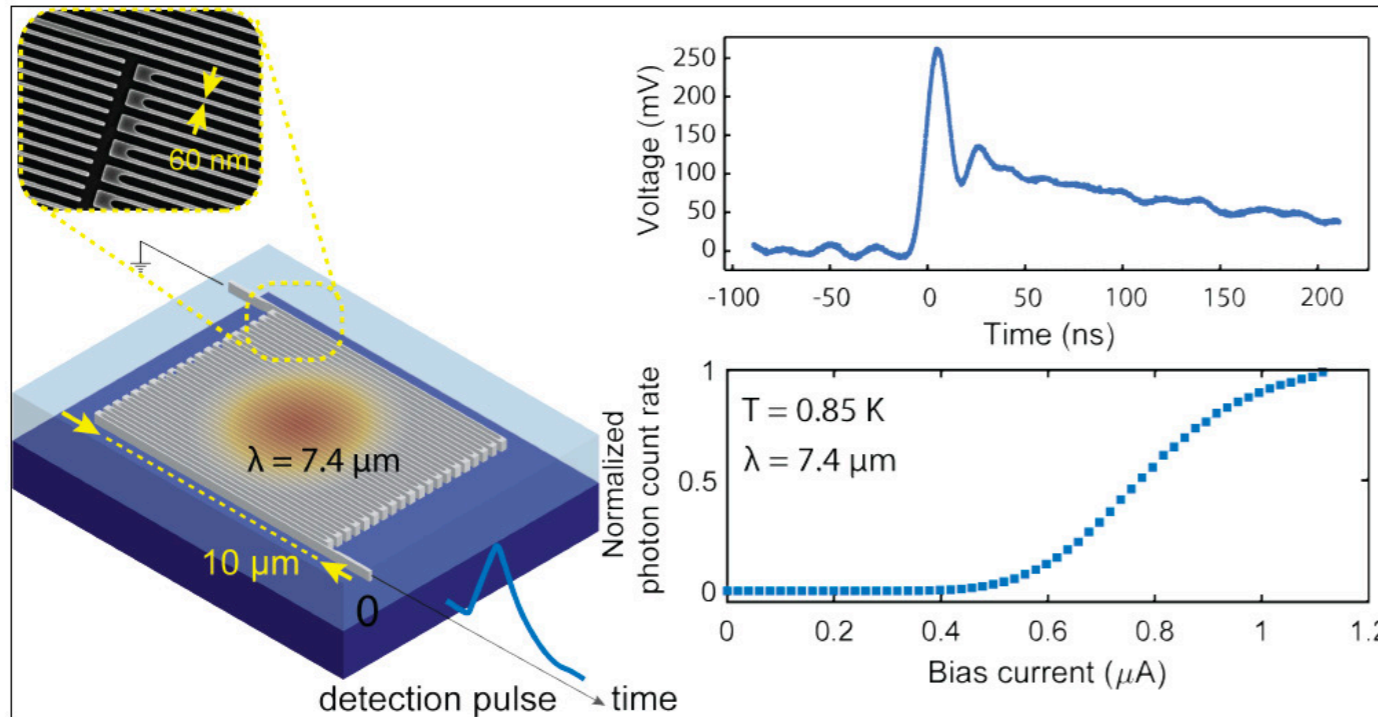 60 nm
λ = 7.4 μm
10 μm
0
detection pulse
time
Voltage (mV)
250
200
150
100
50
0
-100 -50 0 50 100 150 200
Time (ns)
Normalized
photon count rate
1
0.5
0
T = 0.85 K
λ = 7.4 μm
0 0.2 0.4 0.6 0.8 1 1.2
Bias current (μA)